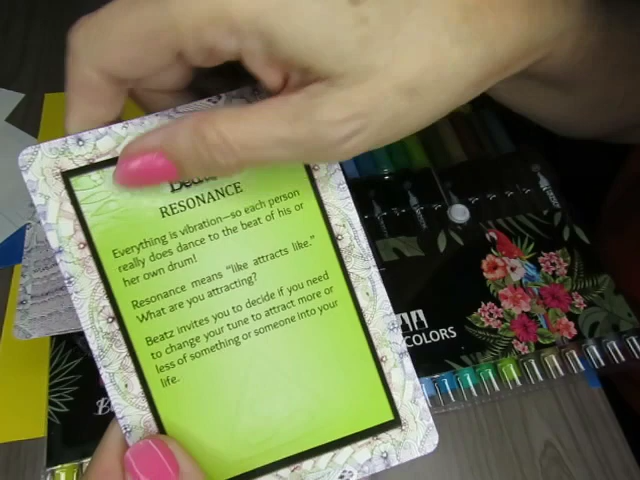 Beatz
RESONANCE
Everything is vibration—so each person
really does dance to the beat of his or
her own drum!
Resonance means "like attracts like."
What are you attracting?
Beatz invites you to decide if you need
to change your tune to attract more or
less of something or someone into your
life.
COLORS